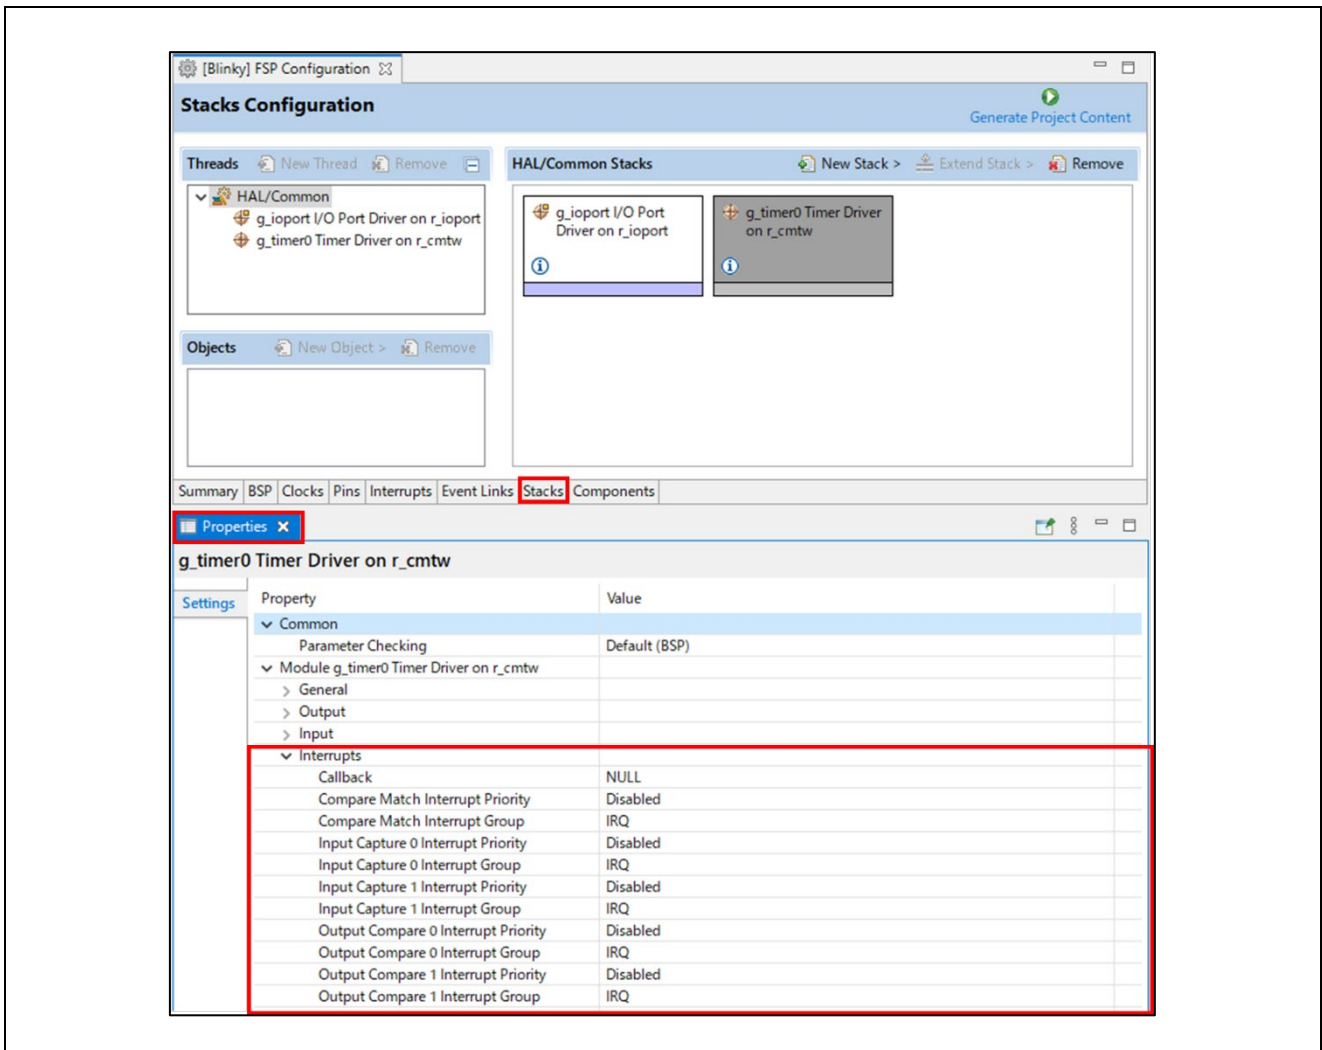 [Blinky] FSP Configuration
Stacks Configuration
Generate Project Content
Threads New Thread Remove
HAL/Common Stacks New Stack > Extend Stack > Remove
HAL/Common
g_ioport I/O Port Driver on r_ioport
g_timer0 Timer Driver on r_cmtw
g_ioport I/O Port
Driver on r_ioport
g_timer0 Timer Driver
on r_cmtw
Objects New Object > Remove
Summary BSP Clocks Pins Interrupts Event Links Stacks Components
Properties
g_timer0 Timer Driver on r_cmtw
Settings
Property Value
Common
Parameter Checking Default (BSP)
Module g_timer0 Timer Driver on r_cmtw
General
Output
Input
Interrupts
Callback NULL
Compare Match Interrupt Priority Disabled
Compare Match Interrupt Group IRQ
Input Capture 0 Interrupt Priority Disabled
Input Capture 0 Interrupt Group IRQ
Input Capture 1 Interrupt Priority Disabled
Input Capture 1 Interrupt Group IRQ
Output Compare 0 Interrupt Priority Disabled
Output Compare 0 Interrupt Group IRQ
Output Compare 1 Interrupt Priority Disabled
Output Compare 1 Interrupt Group IRQ